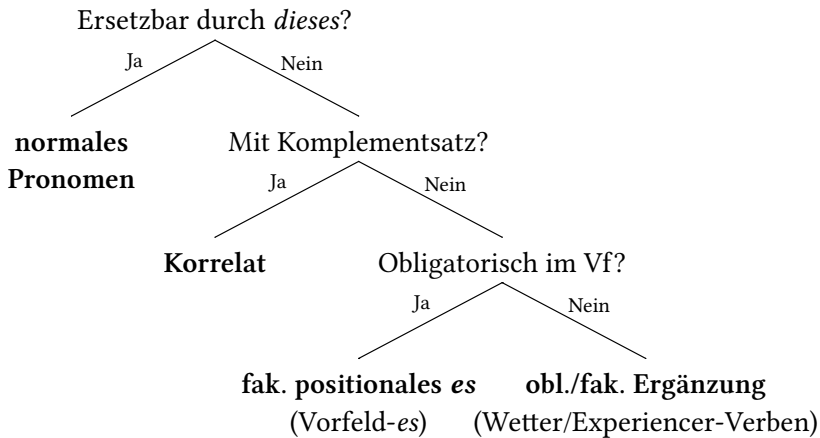 Ersetzbar durch dieses?
Ja
Nein
normales
Pronomen
Mit Komplementsatz?
Ja
Nein
Korrelat
Obligatorisch im Vf?
Ja
Nein
fak. positionales es
(Vorfeld-es)
obl./fak. Ergänzung
(Wetter/Experiencer-Verben)